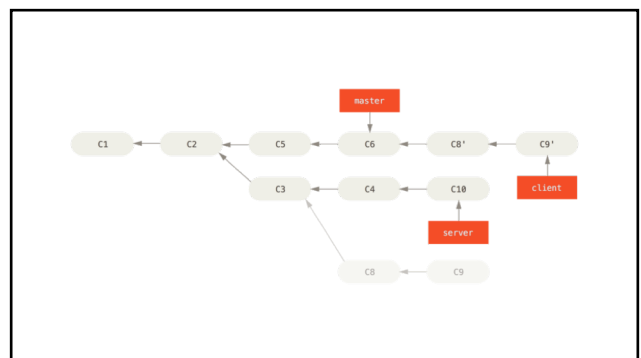 master
C1 C2 C5 C6 C8' C9'
C3 C4 C10 client
server
C8 C9